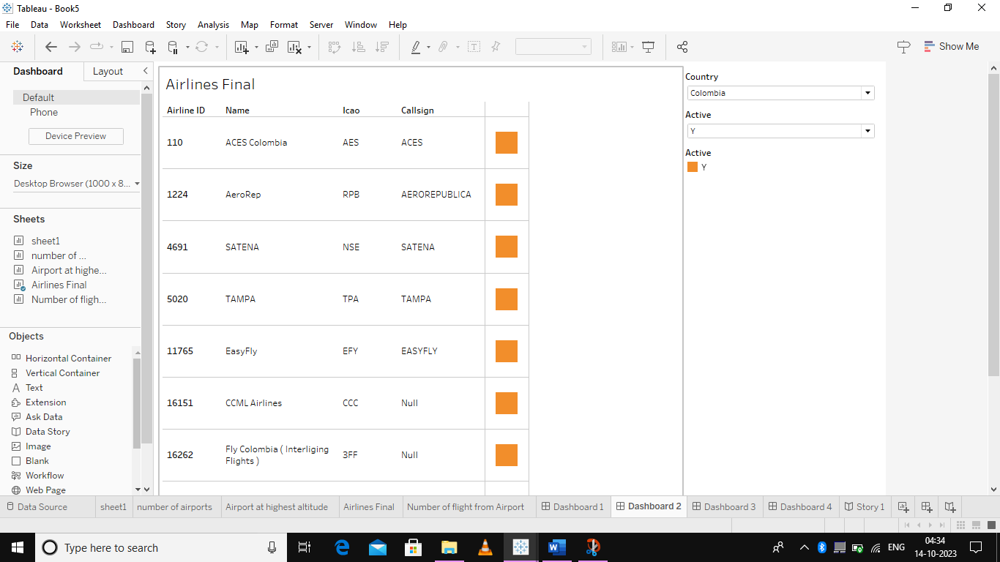 Tableau - Book5
File Data Worksheet Dashboard Story Analysis Map Format Server Window Help
Show Me
Dashboard Layout
Default
Phone
Device Preview
Size
Desktop Browser (1000 x 8...
Sheets
sheet1
number of ...
Airport at highe...
Airlines Final
Number of fligh...
Objects
Horizontal Container
Vertical Container
Text
Extension
Ask Data
Data Story
Image
Blank
Workflow
Web Page
Airlines Final
Airline ID Name Icao Callsign
110 ACES Colombia AES ACES
1224 AeroRep RPB AEROREPUBLICA
4691 SATENA NSE SATENA
5020 TAMPA TPA TAMPA
11765 EasyFly EFY EASYFLY
16151 CCML Airlines CCC Null
16262 Fly Colombia ( Interliging 3FF Null
Flights )
Country
Colombia
Active
Y
Active
Y
Data Source sheet1 number of airports Airport at highest altitude Airlines Final Number of flight from Airport Dashboard 1 Dashboard 2 Dashboard 3 Dashboard 4 Story 1
Type here to search
ENG
04:34
14-10-2023